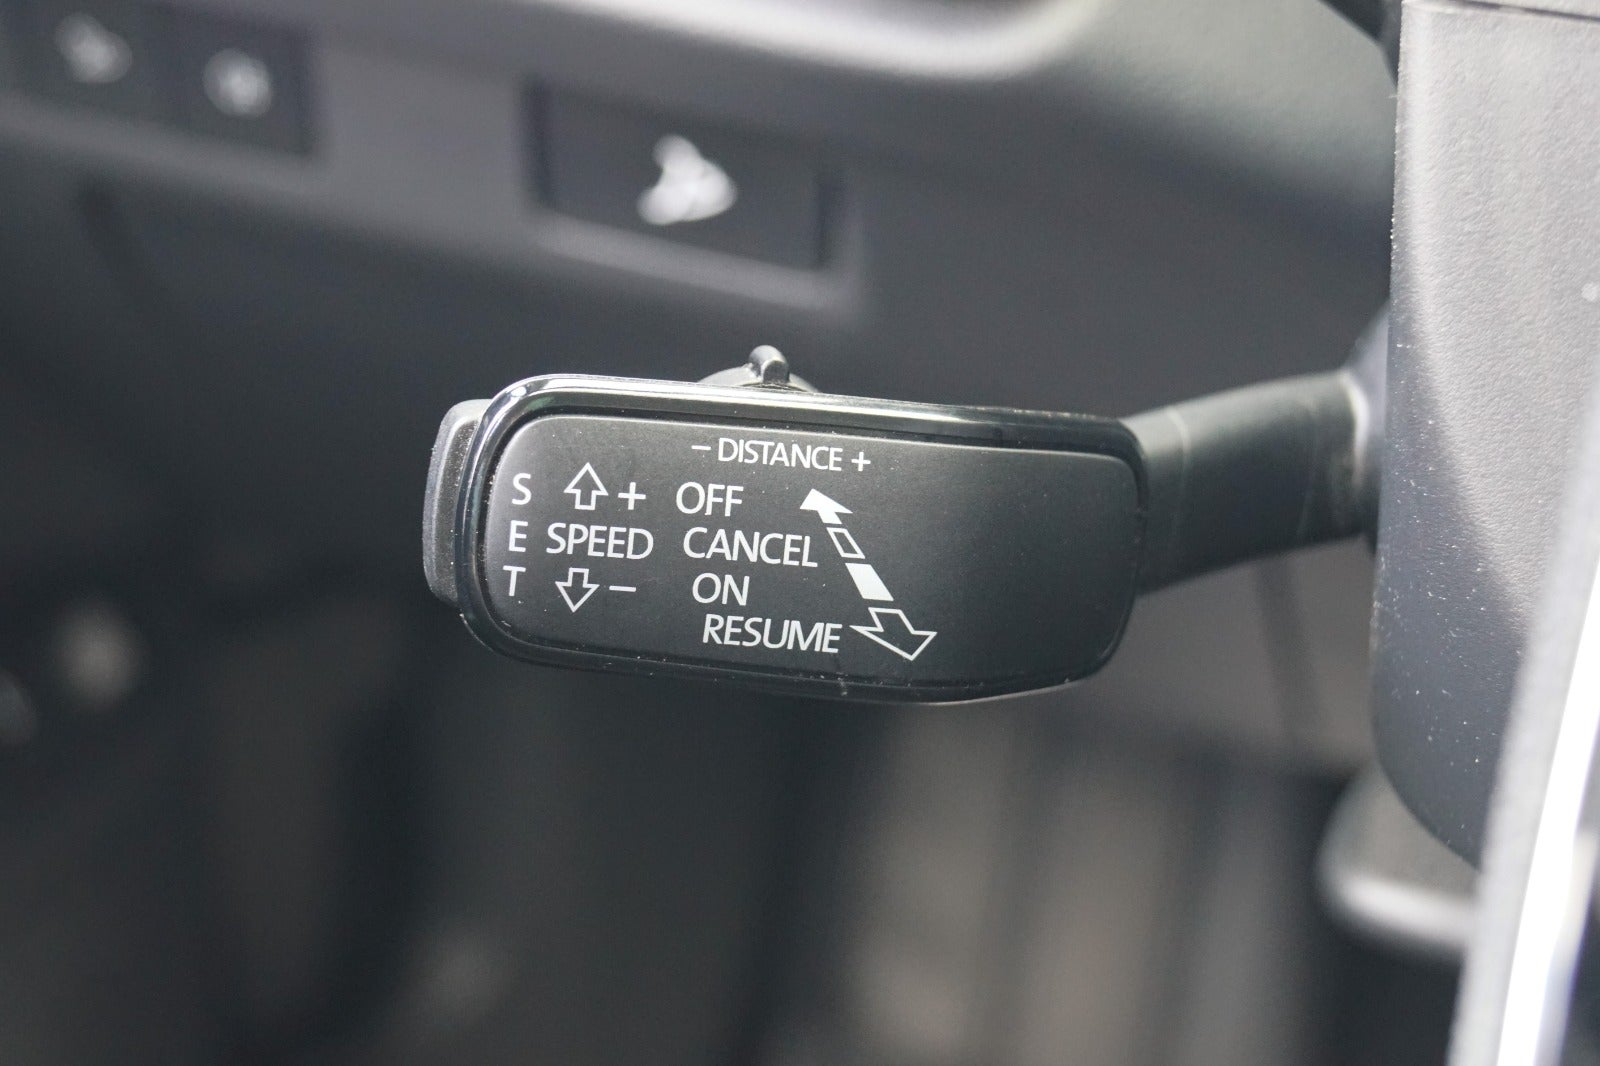 - DISTANCE +
S + OFF
E SPEED CANCEL
T - ON
RESUME